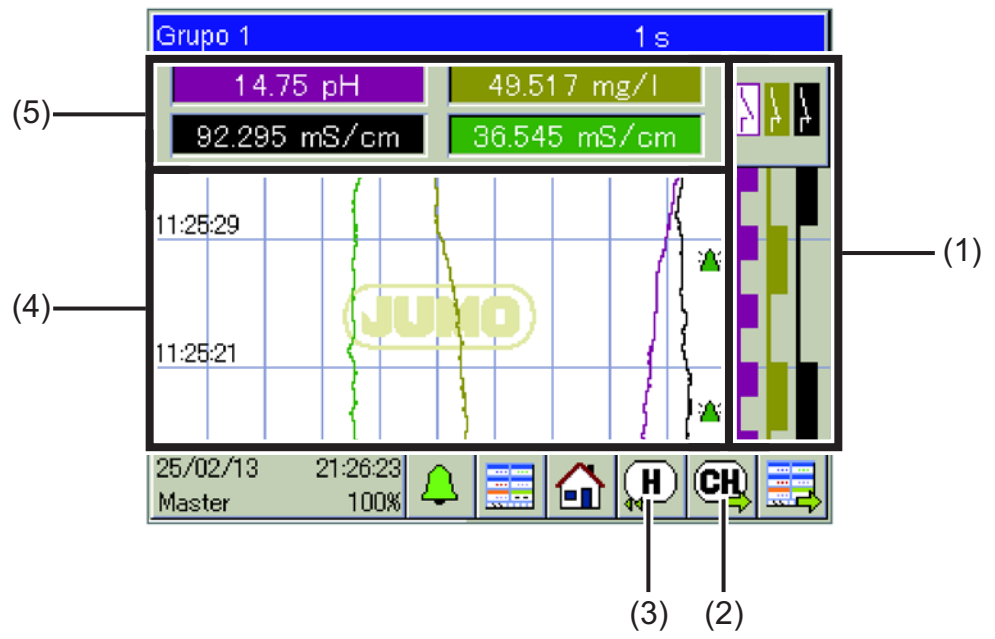 Grupo 1 1 s
(5) 14.75 pH 49.517 mg/l
92.295 mS/cm 36.545 mS/cm
11:25:29
(1)
(4) JUMO
11:25:21
25/02/13 21:26:23
Master 100% H CH
(3) (2)